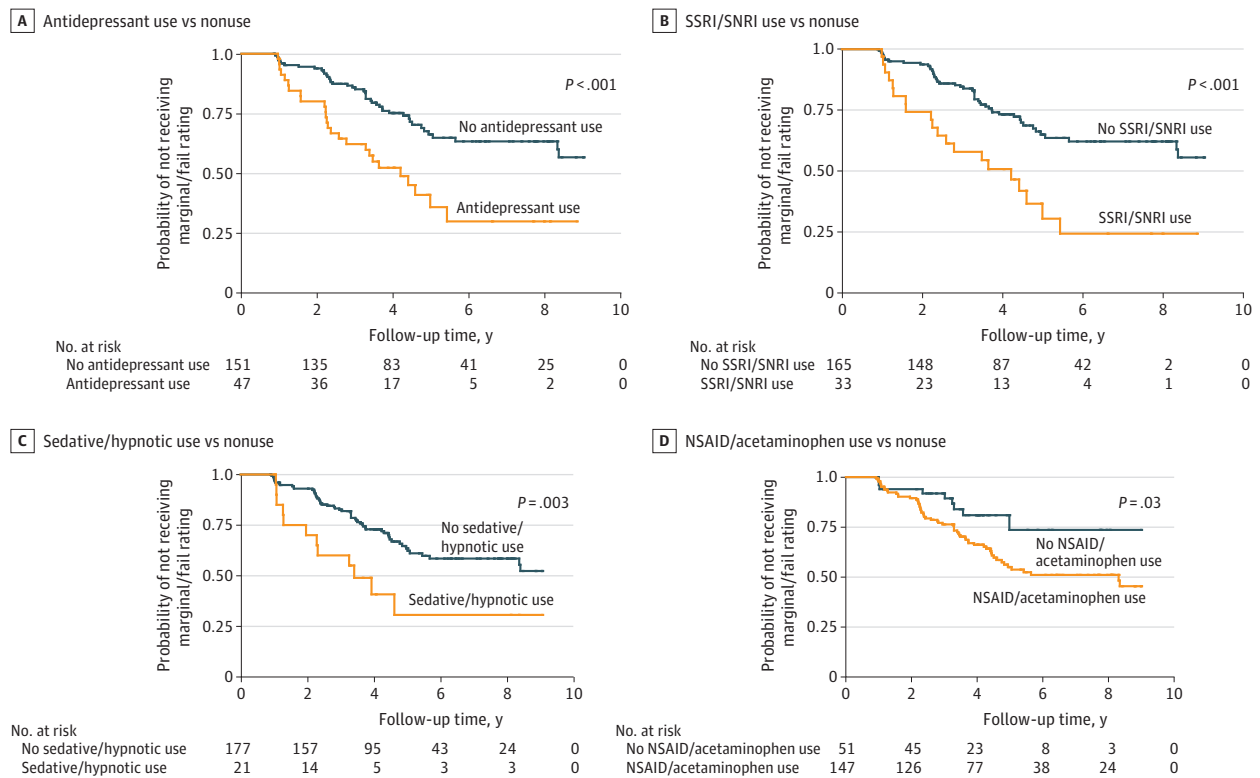 A Antidepressant use vs nonuse
1.0
0.75
0.50
0.25
0
Probability of not receiving
marginal/fail rating
P < .001
No antidepressant use
Antidepressant use
0 2 4 6 8 10
Follow-up time, y
No. at risk
No antidepressant use 151 135 83 41 25 0
Antidepressant use 47 36 17 5 2 0
B SSRI/SNRI use vs nonuse
1.0
0.75
0.50
0.25
0
Probability of not receiving
marginal/fail rating
P < .001
No SSRI/SNRI use
SSRI/SNRI use
0 2 4 6 8 10
Follow-up time, y
No. at risk
No SSRI/SNRI use 165 148 87 42 2 0
SSRI/SNRI use 33 23 13 4 1 0
C Sedative/hypnotic use vs nonuse
1.0
0.75
0.50
0.25
0
Probability of not receiving
marginal/fail rating
P = .003
No sedative/
hypnotic use
Sedative/hypnotic use
0 2 4 6 8 10
Follow-up time, y
No. at risk
No sedative/hypnotic use 177 157 95 43 24 0
Sedative/hypnotic use 21 14 5 3 3 0
D NSAID/acetaminophen use vs nonuse
1.0
0.75
0.50
0.25
0
Probability of not receiving
marginal/fail rating
P = .03
No NSAID/
acetaminophen use
NSAID/acetaminophen use
0 2 4 6 8 10
Follow-up time, y
No. at risk
No NSAID/acetaminophen use 51 45 23 8 3 0
NSAID/acetaminophen use 147 126 77 38 24 0